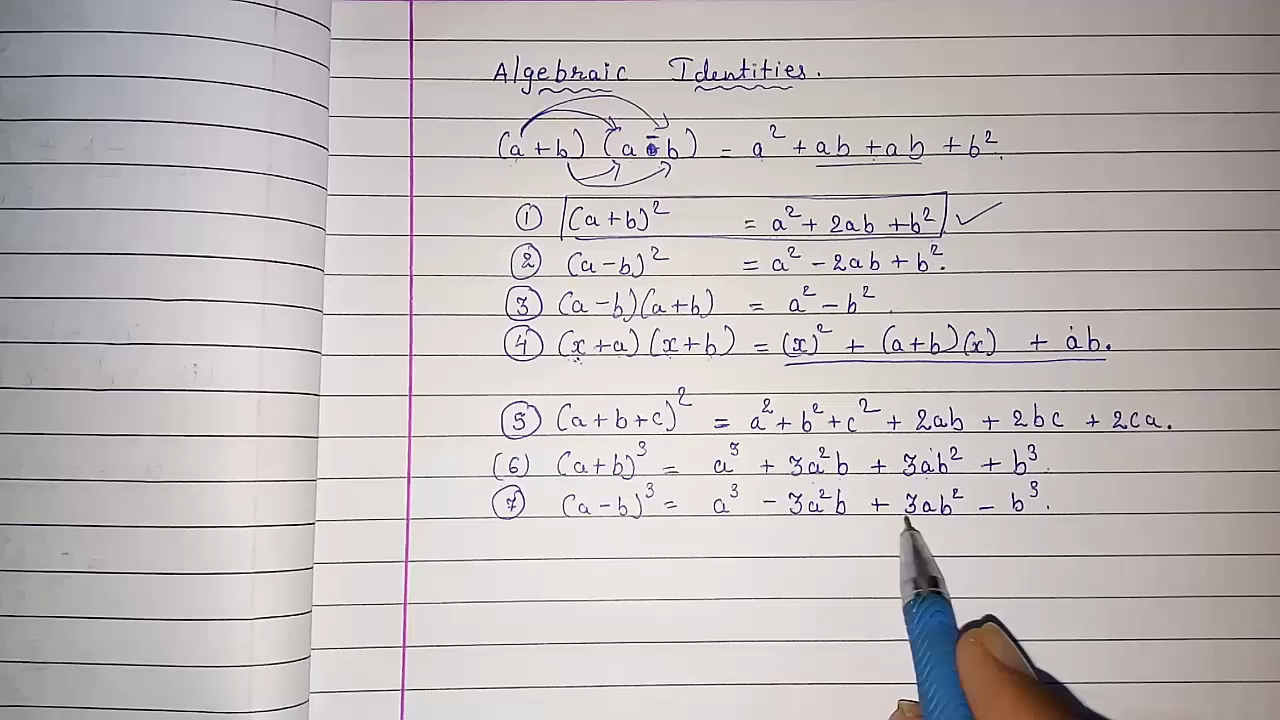 Algebraic Identities.
(a+b) (a-b) = a² + ab + ab + b².
① (a+b)² = a² + 2ab + b² ✓
② (a-b)² = a² - 2ab + b².
③ (a-b)(a+b) = a² - b².
④ (x+a)(x+b) = (x)² + (a+b)(x) + ab.
⑤ (a+b+c)² = a² + b² + c² + 2ab + 2bc + 2ca.
(6) (a+b)³ = a³ + 3a²b + 3ab² + b³.
⑦ (a-b)³ = a³ - 3a²b + 3ab² - b³.